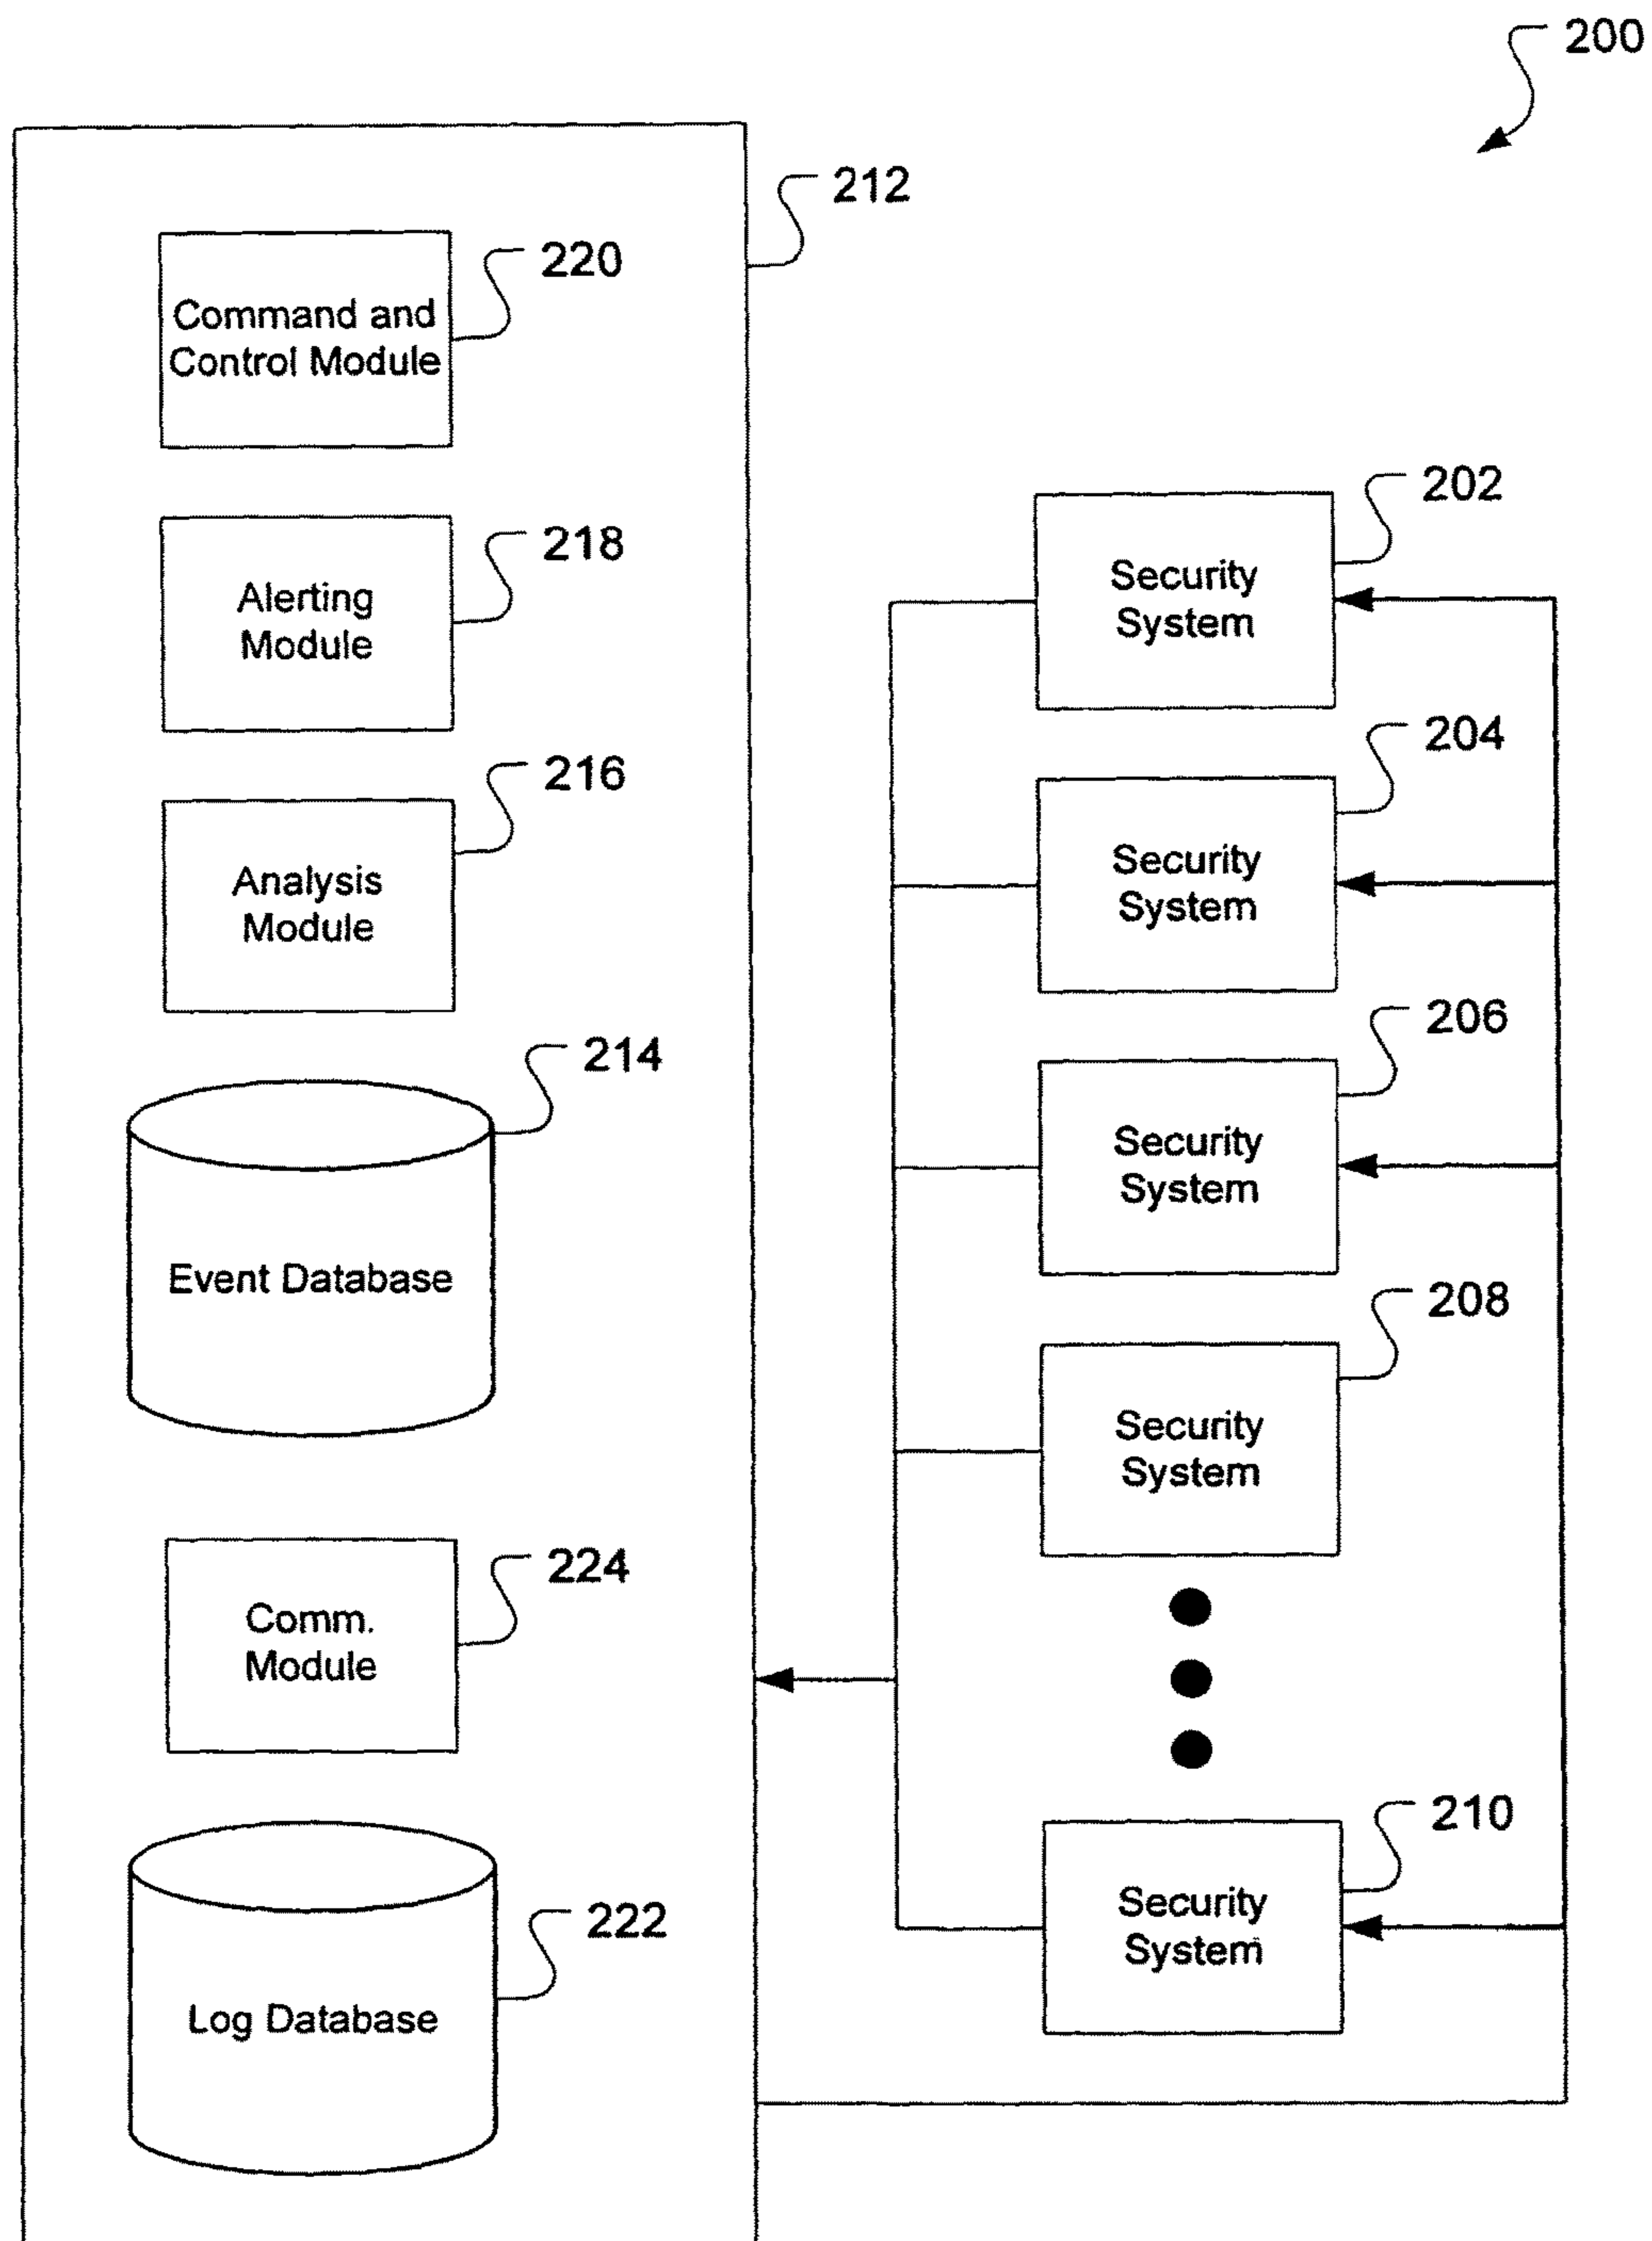 200
212
220
Command and
Control Module
218
Alerting
Module
216
Analysis
Module
214
Event Database
224
Comm.
Module
222
Log Database
202
Security
System
204
Security
System
206
Security
System
208
Security
System
210
Security
System